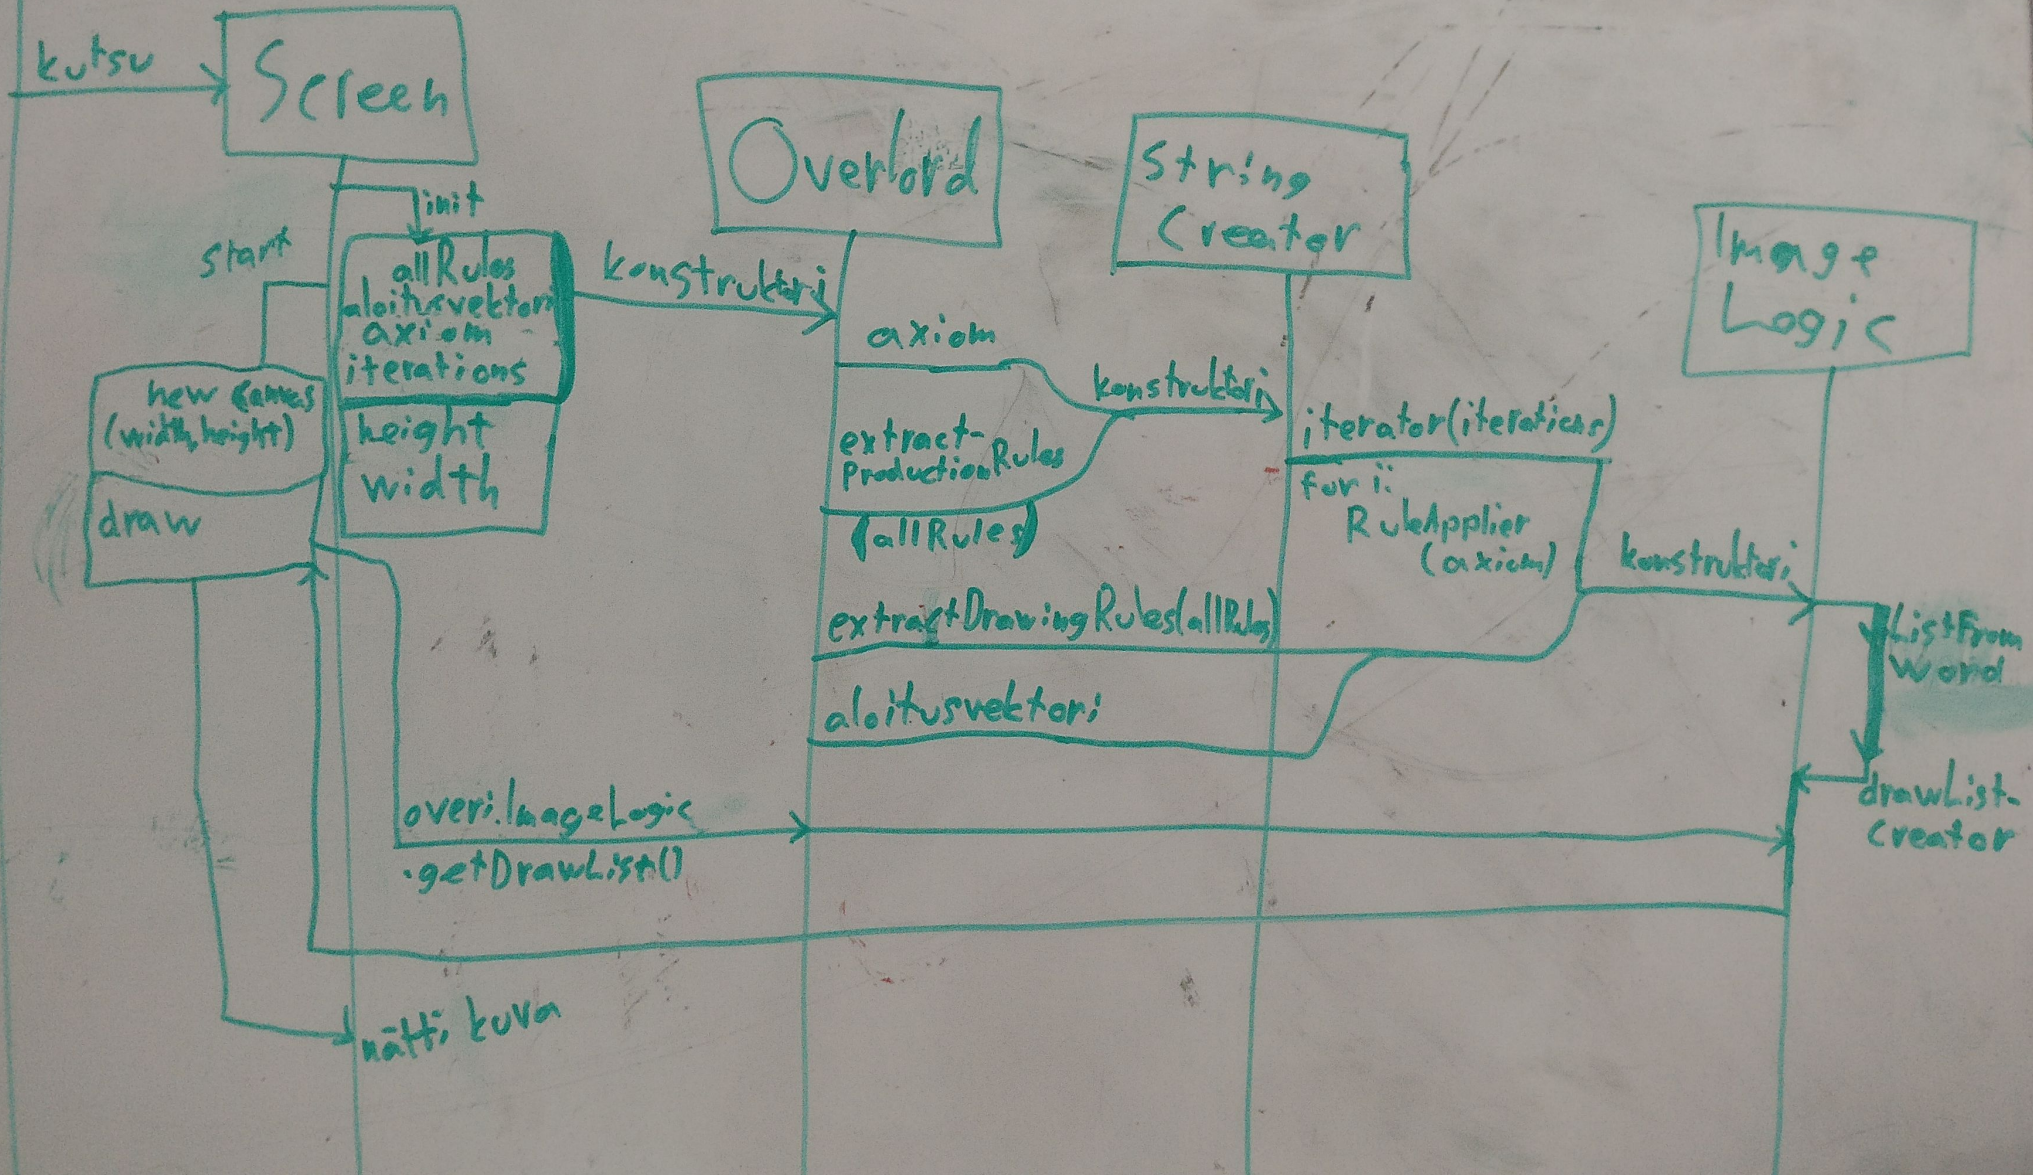 kutsu
Screen
init
start
allRules
aloitusvektori
axiom
iterations
height
width
new Canvas
(width, height)
draw
konstruktori
Overlord
axiom
extract-
ProductionRules
(allRules)
konstruktori
String
Creator
iterator(iterations)
for i:
RuleApplier
(axiom)
extractDrawingRules(allRules)
aloitusvektori
konstruktori
Image
Logic
ListFrom
Word
drawList-
Creator
overi.ImageLogic
.getDrawList()
nätti kuva